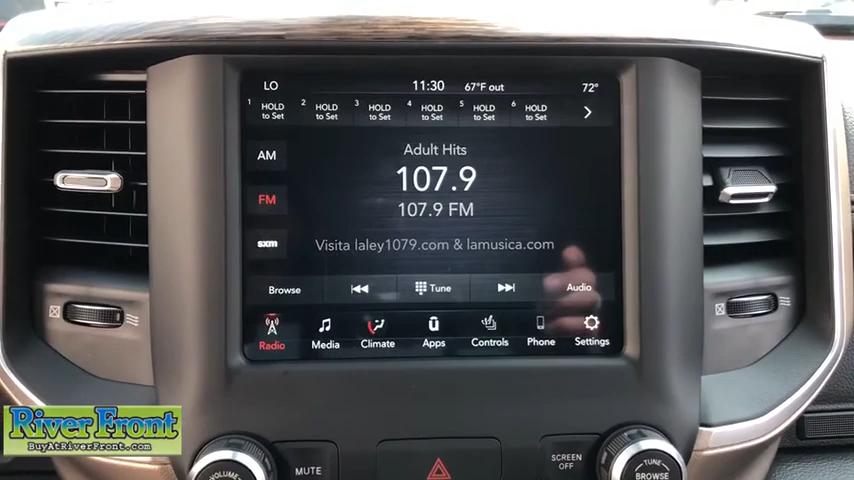 LO 11:30 67°F out 72°
1 HOLD to Set 2 HOLD to Set 3 HOLD to Set 4 HOLD to Set 5 HOLD to Set 6 HOLD to Set
Adult Hits
AM
107.9
FM
107.9 FM
sxm
Visita laley1079.com & lamusica.com
Browse Tune Audio
Radio Media Climate Apps Controls Phone Settings
River Front
BuyAtRiverFront.com
VOLUME
MUTE
SCREEN
OFF
TUNE
BROWSE